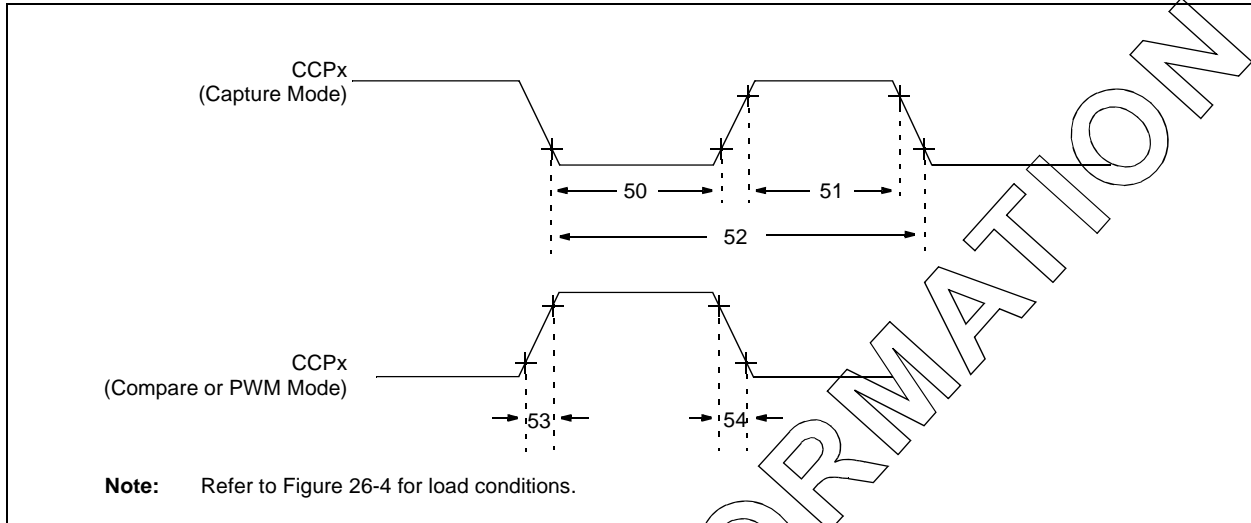 CCPx
(Capture Mode)
50
51
52
CCPx
(Compare or PWM Mode)
53
54
Note: Refer to Figure 26-4 for load conditions.
ORMATION